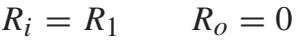 R_i = R_1    R_o = 0